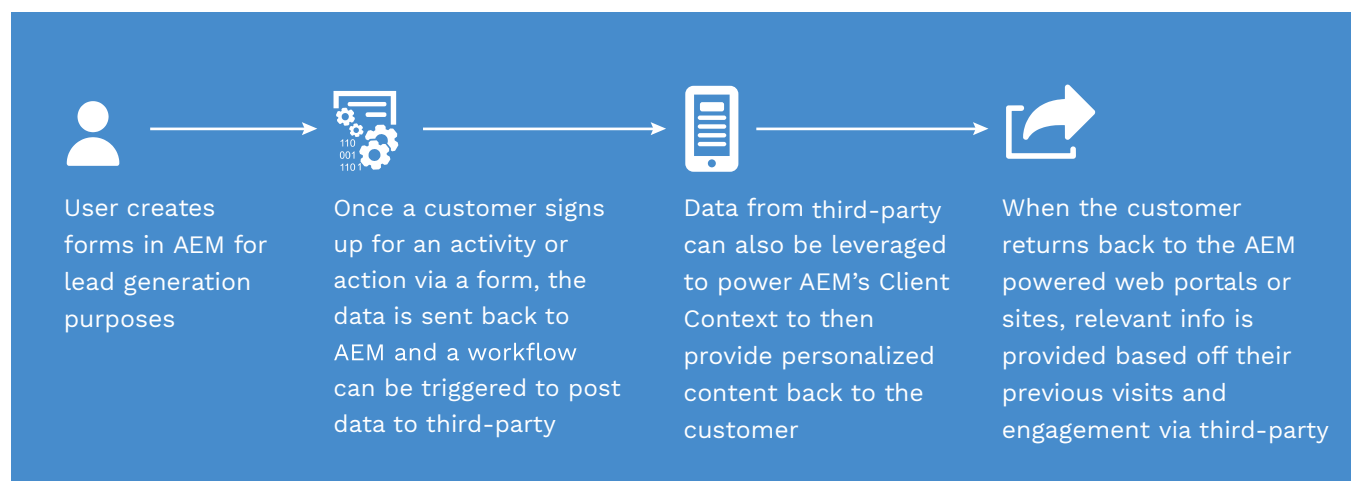 User creates
forms in AEM for
lead generation
purposes
110
001
1101
Once a customer signs
up for an activity or
action via a form, the
data is sent back to
AEM and a workflow
can be triggered to post
data to third-party
Data from third-party
can also be leveraged
to power AEM’s Client
Context to then
provide personalized
content back to the
customer
When the customer
returns back to the AEM
powered web portals or
sites, relevant info is
provided based off their
previous visits and
engagement via third-party